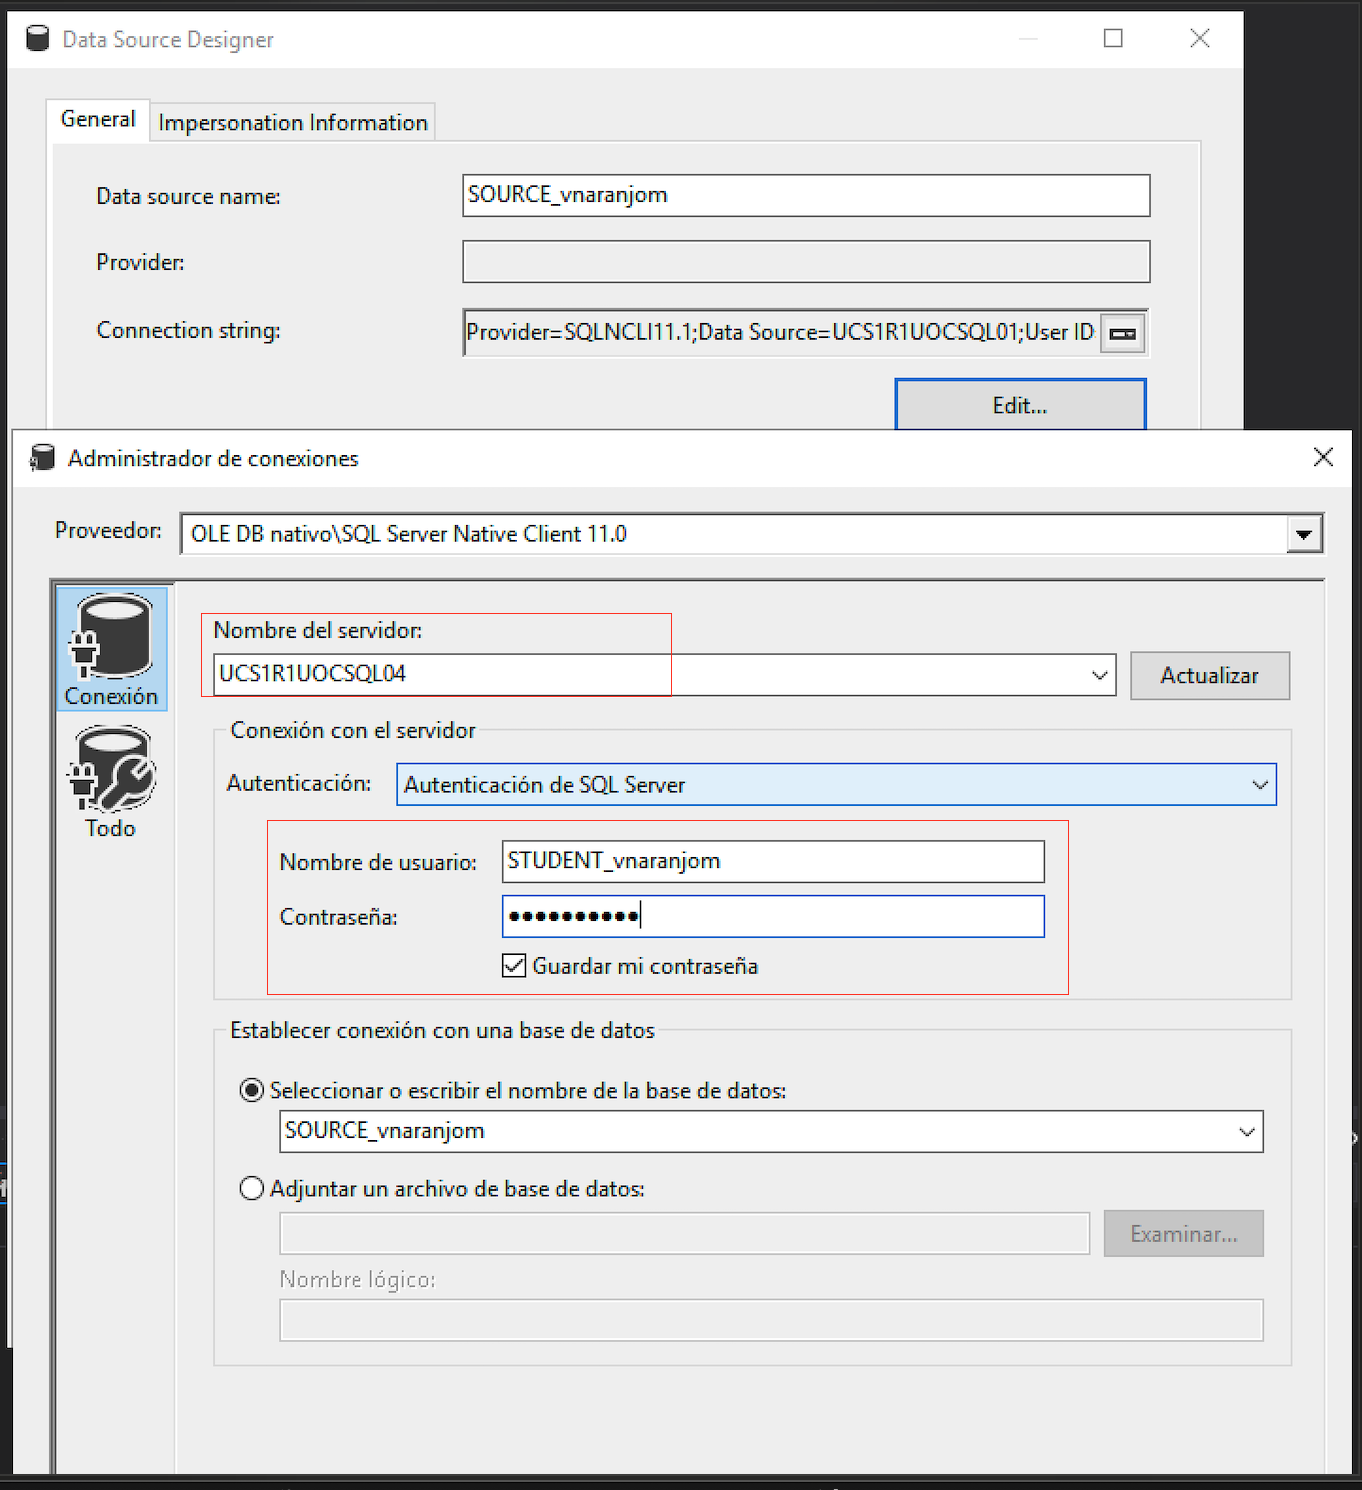 Data Source Designer
General
Impersonation Information
Data source name:
SOURCE_vnaranjom
Provider:
Connection string:
Provider=SQLNCLI11.1;Data Source=UCS1R1UOCSQL01;User ID
Edit...
Administrador de conexiones
Proveedor:
OLE DB nativo\SQL Server Native Client 11.0
Conexión
Todo
Nombre del servidor:
UCS1R1UOCSQL04
Actualizar
Conexión con el servidor
Autenticación:
Autenticación de SQL Server
Nombre de usuario:
STUDENT_vnaranjom
Contraseña:
●●●●●●●●●●
Guardar mi contraseña
Establecer conexión con una base de datos
Seleccionar o escribir el nombre de la base de datos:
SOURCE_vnaranjom
Adjuntar un archivo de base de datos:
Examinar...
Nombre lógico: